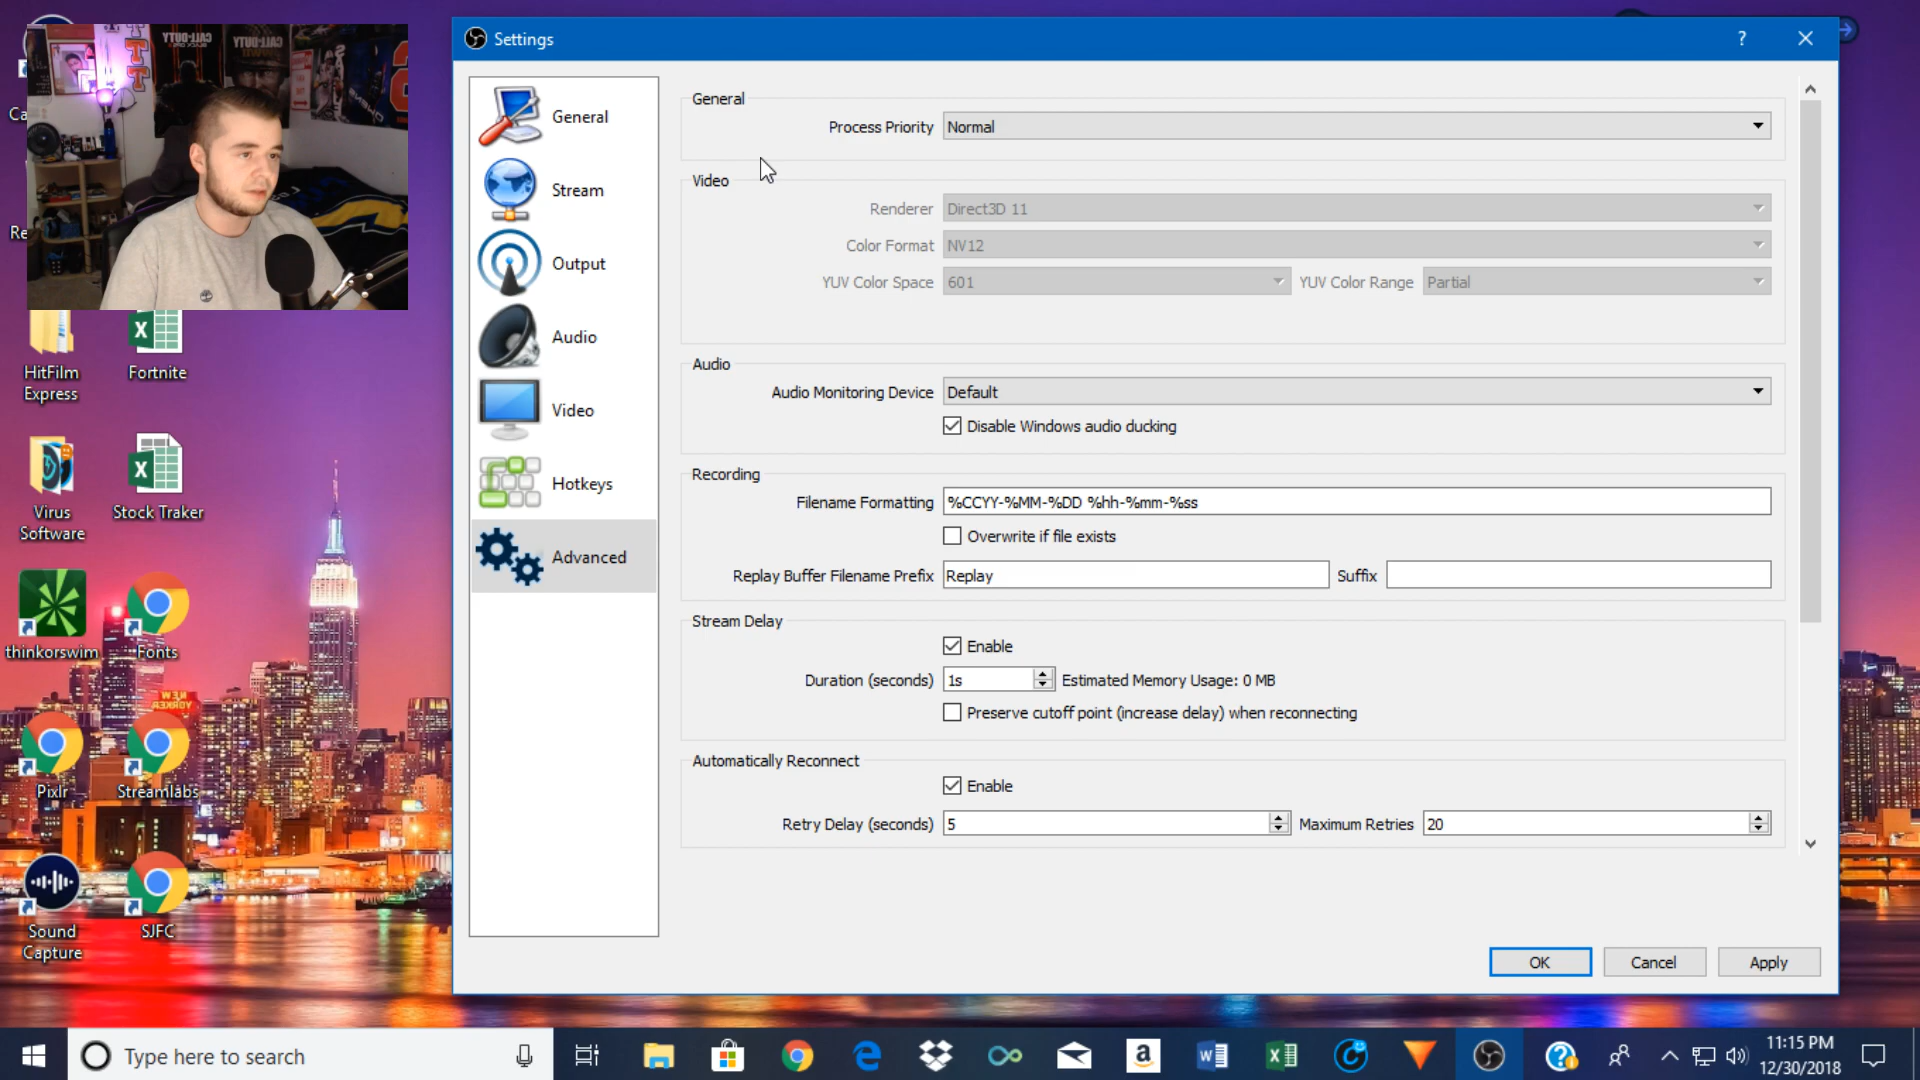 Settings
?
General
Stream
Output
Audio
Video
Hotkeys
Advanced
General
Process Priority Normal
Video
Renderer Direct3D 11
Color Format NV12
YUV Color Space 601 YUV Color Range Partial
Audio
Audio Monitoring Device Default
Disable Windows audio ducking
Recording
Filename Formatting %CCYY-%MM-%DD %hh-%mm-%ss
Overwrite if file exists
Replay Buffer Filename Prefix Replay Suffix
Stream Delay
Enable
Duration (seconds) 1s Estimated Memory Usage: 0 MB
Preserve cutoff point (increase delay) when reconnecting
Automatically Reconnect
Enable
Retry Delay (seconds) 5 Maximum Retries 20
OK Cancel Apply
Ca
Re
HitFilm
Express
Fortnite
Virus
Software
Stock Traker
thinkorswim
Fonts
Pixlr
Streamlabs
Sound
Capture
SJFC
NEW
YORKER
Type here to search
11:15 PM
12/30/2018